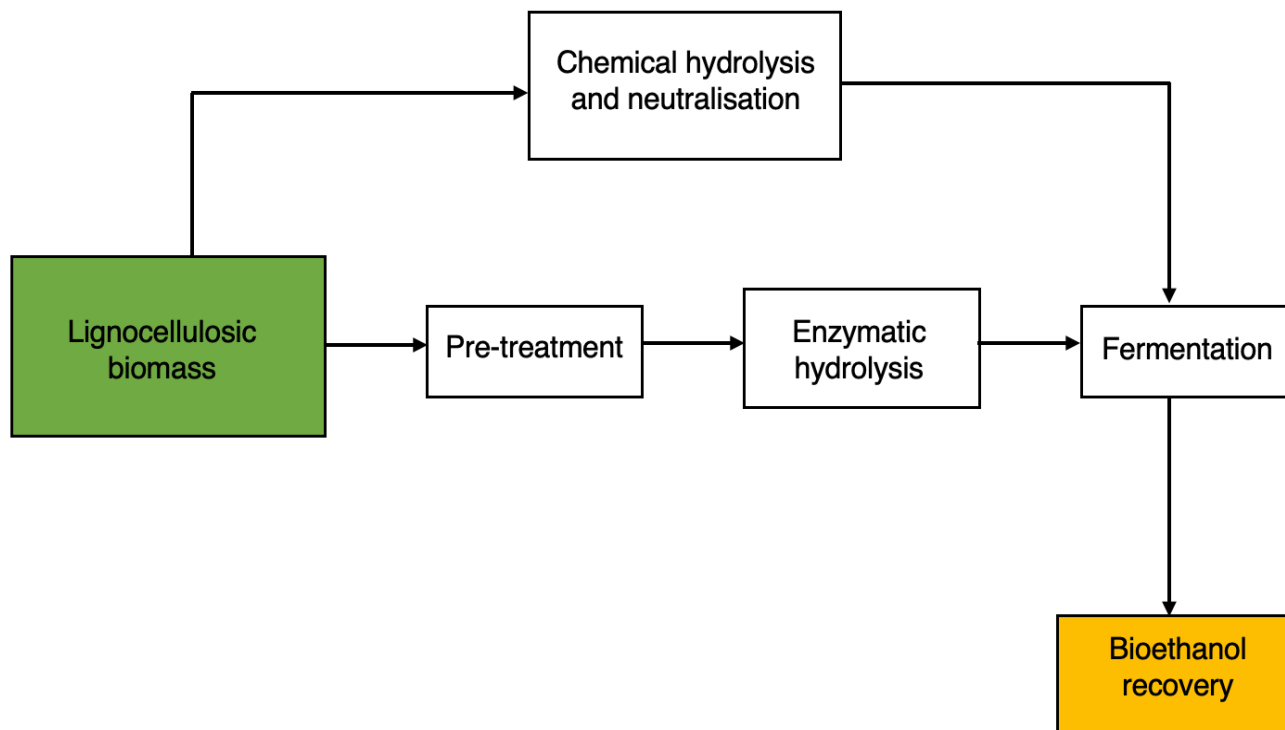 Chemical hydrolysis
and neutralisation
Lignocellulosic
biomass
Pre-treatment
Enzymatic
hydrolysis
Fermentation
Bioethanol
recovery